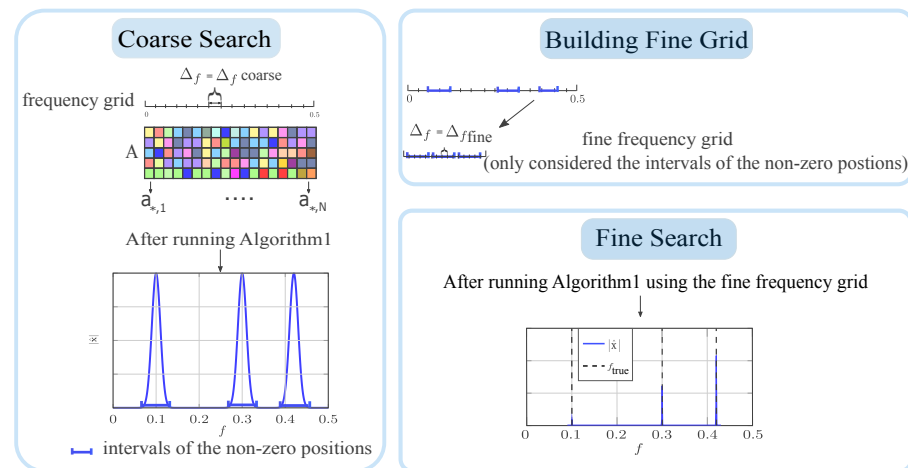 Coarse Search
Δf = Δf coarse
frequency grid
0
0.5
A
a*,1
....
a*,N
After running Algorithm1
|x̂|
0
0.1
0.2
0.3
0.4
0.5
f
intervals of the non-zero positions
Building Fine Grid
0
0.5
Δf = Δffine
fine frequency grid
(only considered the intervals of the non-zero postions)
Fine Search
After running Algorithm1 using the fine frequency grid
|x̂|
ftrue
0
0.1
0.2
0.3
0.4
0.5
f